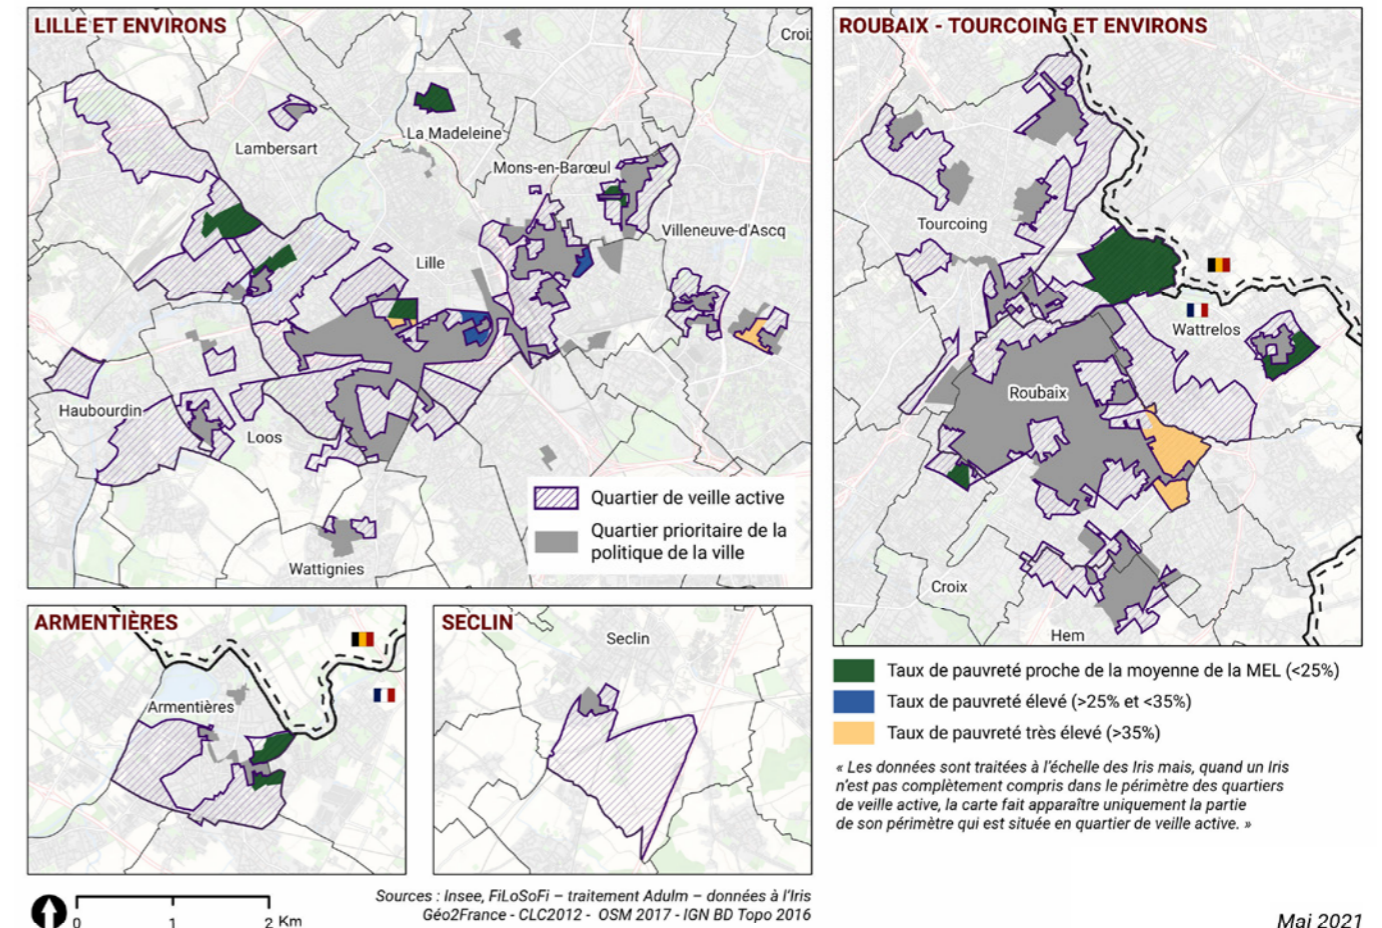 LILLE ET ENVIRONS
Croix
La Madeleine
Lambersart
Mons-en-Barœul
Villeneuve-d'Ascq
Lille
Haubourdin
Loos
Quartier de veille active
Quartier prioritaire de la
politique de la ville
Wattignies
ROUBAIX - TOURCOING ET ENVIRONS
Tourcoing
Wattrelos
Roubaix
Croix
Hem
ARMENTIÈRES
Armentières
SECLIN
Seclin
Taux de pauvreté proche de la moyenne de la MEL (<25%)
Taux de pauvreté élevé (>25% et <35%)
Taux de pauvreté très élevé (>35%)
« Les données sont traitées à l'échelle des Iris mais, quand un Iris
n'est pas complètement compris dans le périmètre des quartiers
de veille active, la carte fait apparaître uniquement la partie
de son périmètre qui est située en quartier de veille active. »
0 1 2 Km
Sources : Insee, FiLoSoFi – traitement Adulm – données à l'Iris
Géo2France - CLC2012 - OSM 2017 - IGN BD Topo 2016
Mai 2021